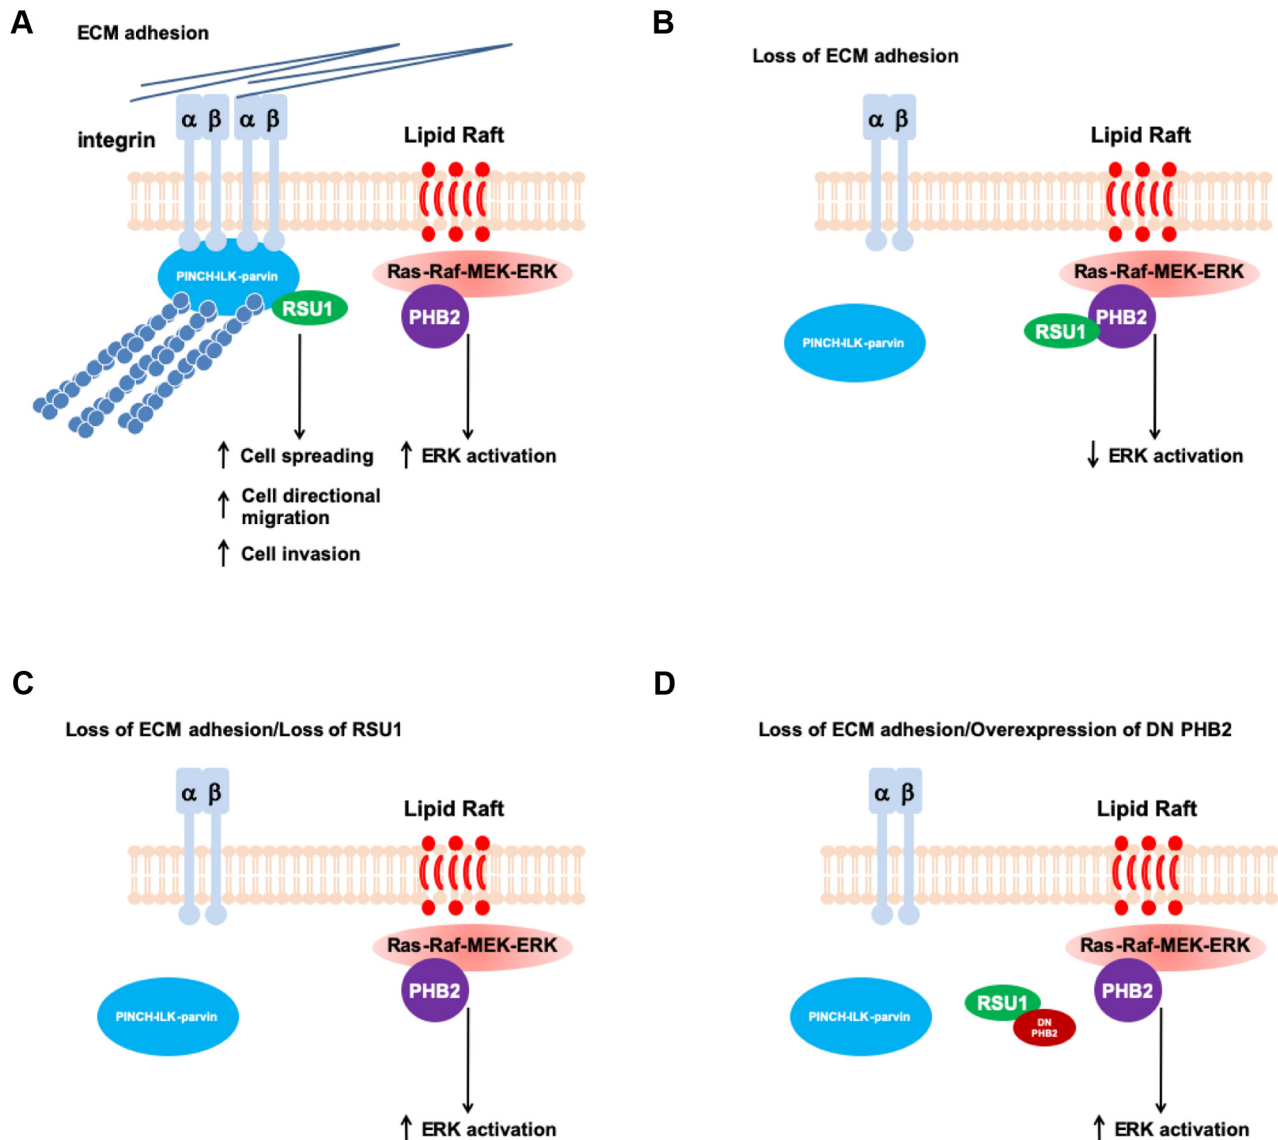 A
ECM adhesion
α β α β
integrin
Lipid Raft
PINCH-ILK-parvin
RSU1
Ras-Raf-MEK-ERK
PHB2
Cell spreading
Cell directional
migration
Cell invasion
ERK activation
B
Loss of ECM adhesion
α β
Lipid Raft
Ras-Raf-MEK-ERK
PHB2
RSU1
PINCH-ILK-parvin
ERK activation
C
Loss of ECM adhesion/Loss of RSU1
α β
Lipid Raft
Ras-Raf-MEK-ERK
PHB2
PINCH-ILK-parvin
ERK activation
D
Loss of ECM adhesion/Overexpression of DN PHB2
α β
Lipid Raft
Ras-Raf-MEK-ERK
PHB2
RSU1
DN
PHB2
PINCH-ILK-parvin
ERK activation